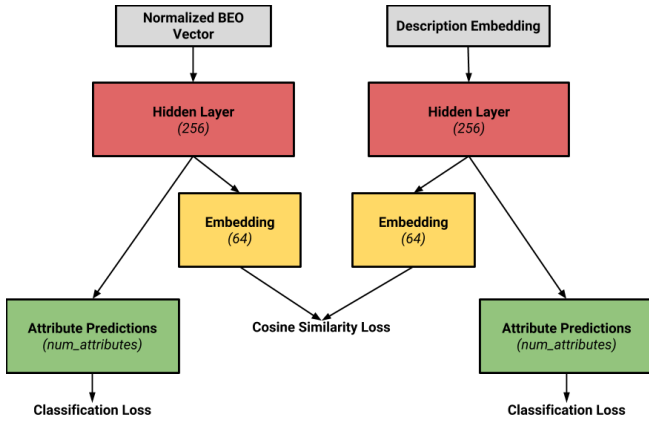 Normalized BEO
Vector
Description Embedding
Hidden Layer
(256)
Hidden Layer
(256)
Embedding
(64)
Embedding
(64)
Attribute Predictions
(num_attributes)
Cosine Similarity Loss
Attribute Predictions
(num_attributes)
Classification Loss
Classification Loss